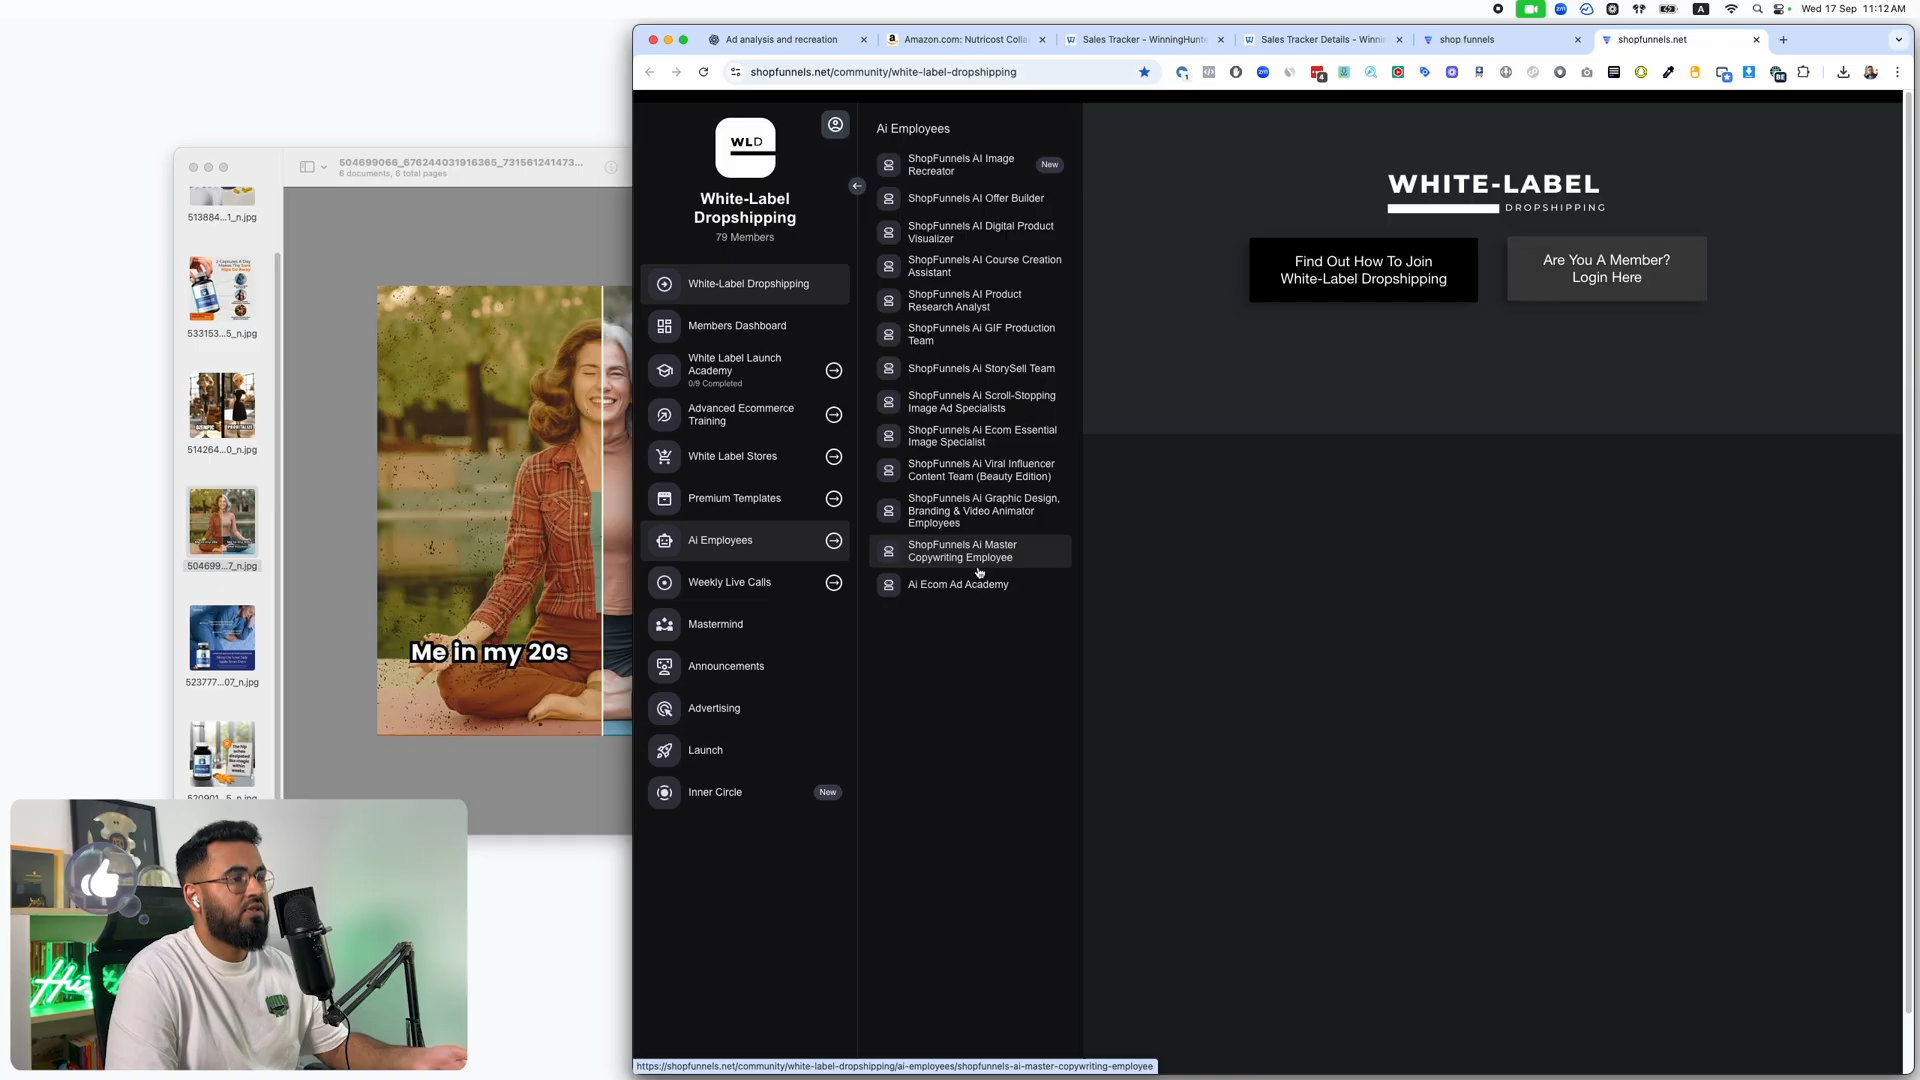 Wed 17 Sep 11:12 AM
Ad analysis and recreation
Amazon.com: Nutricost Colla
Sales Tracker - WinningHunte
Sales Tracker Details - Winnin
shop funnels
shopfunnels.net
shopfunnels.net/community/white-label-dropshipping
504699066_676244031916365_731561241473...
6 documents, 6 total pages
513884...1_n.jpg
533153...5_n.jpg
514264...0_n.jpg
504699...7_n.jpg
523777...07_n.jpg
520901...5_n.jpg
Me in my 20s
WLD
White-Label
Dropshipping
79 Members
White-Label Dropshipping
Members Dashboard
White Label Launch
Academy
0/9 Completed
Advanced Ecommerce
Training
White Label Stores
Premium Templates
Ai Employees
Weekly Live Calls
Mastermind
Announcements
Advertising
Launch
Inner Circle
New
Ai Employees
ShopFunnels AI Image
Recreator
New
ShopFunnels AI Offer Builder
ShopFunnels AI Digital Product
Visualizer
ShopFunnels AI Course Creation
Assistant
ShopFunnels AI Product
Research Analyst
ShopFunnels Ai GIF Production
Team
ShopFunnels Ai StorySell Team
ShopFunnels Ai Scroll-Stopping
Image Ad Specialists
ShopFunnels Ai Ecom Essential
Image Specialist
ShopFunnels Ai Viral Influencer
Content Team (Beauty Edition)
ShopFunnels Ai Graphic Design,
Branding & Video Animator
Employees
ShopFunnels Ai Master
Copywriting Employee
Ai Ecom Ad Academy
WHITE-LABEL
DROPSHIPPING
Find Out How To Join
White-Label Dropshipping
Are You A Member?
Login Here
https://shopfunnels.net/community/white-label-dropshipping/ai-employees/shopfunnels-ai-master-copywriting-employee